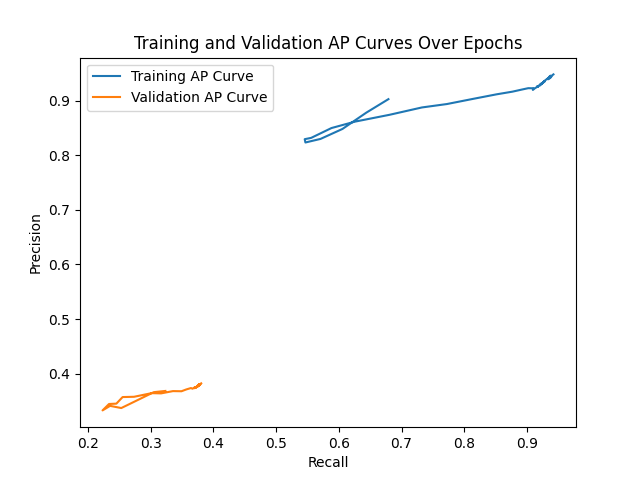 Training and Validation AP Curves Over Epochs
Training AP Curve
Validation AP Curve
Precision
0.9
0.8
0.7
0.6
0.5
0.4
0.2 0.3 0.4 0.5 0.6 0.7 0.8 0.9
Recall